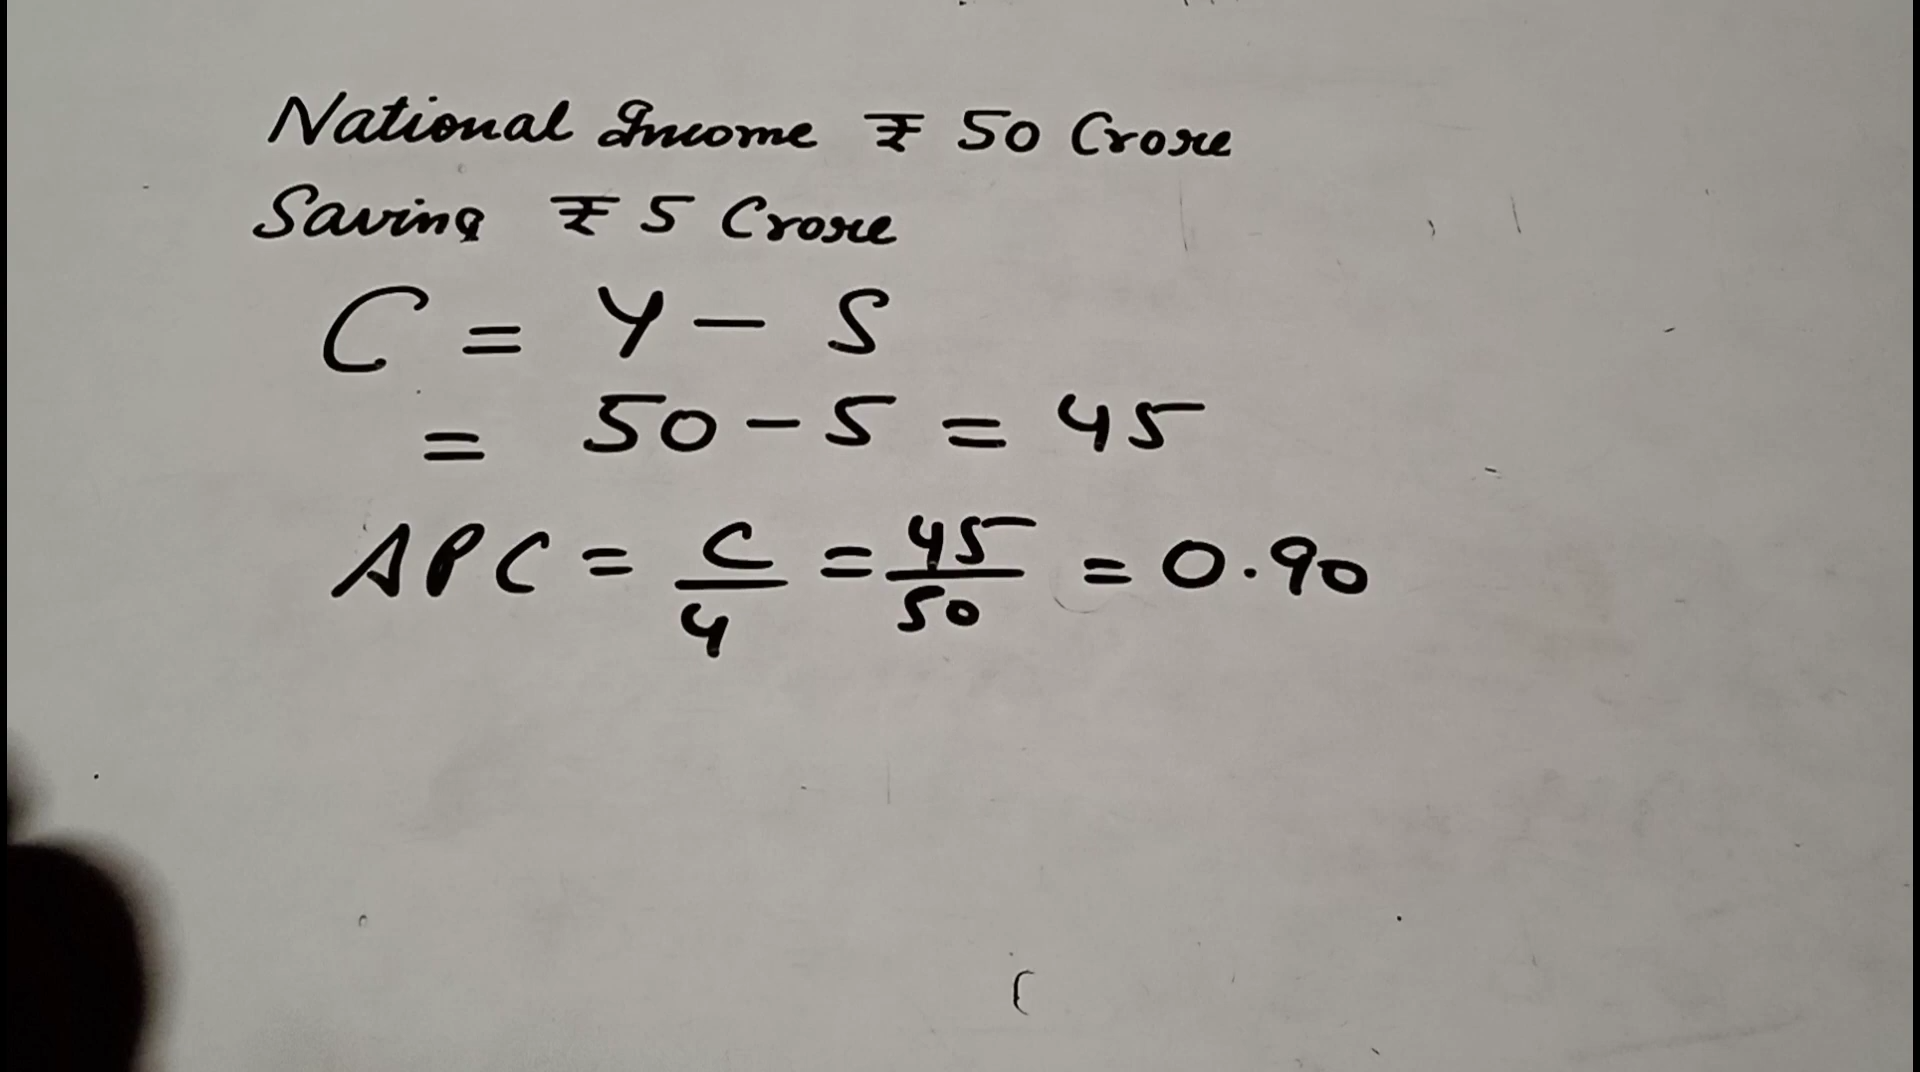 National Income ₹ 50 Crore
Saving ₹ 5 Crore
C = Y - S
= 50 - 5 = 45
APC = C/Y = 45/50 = 0.90